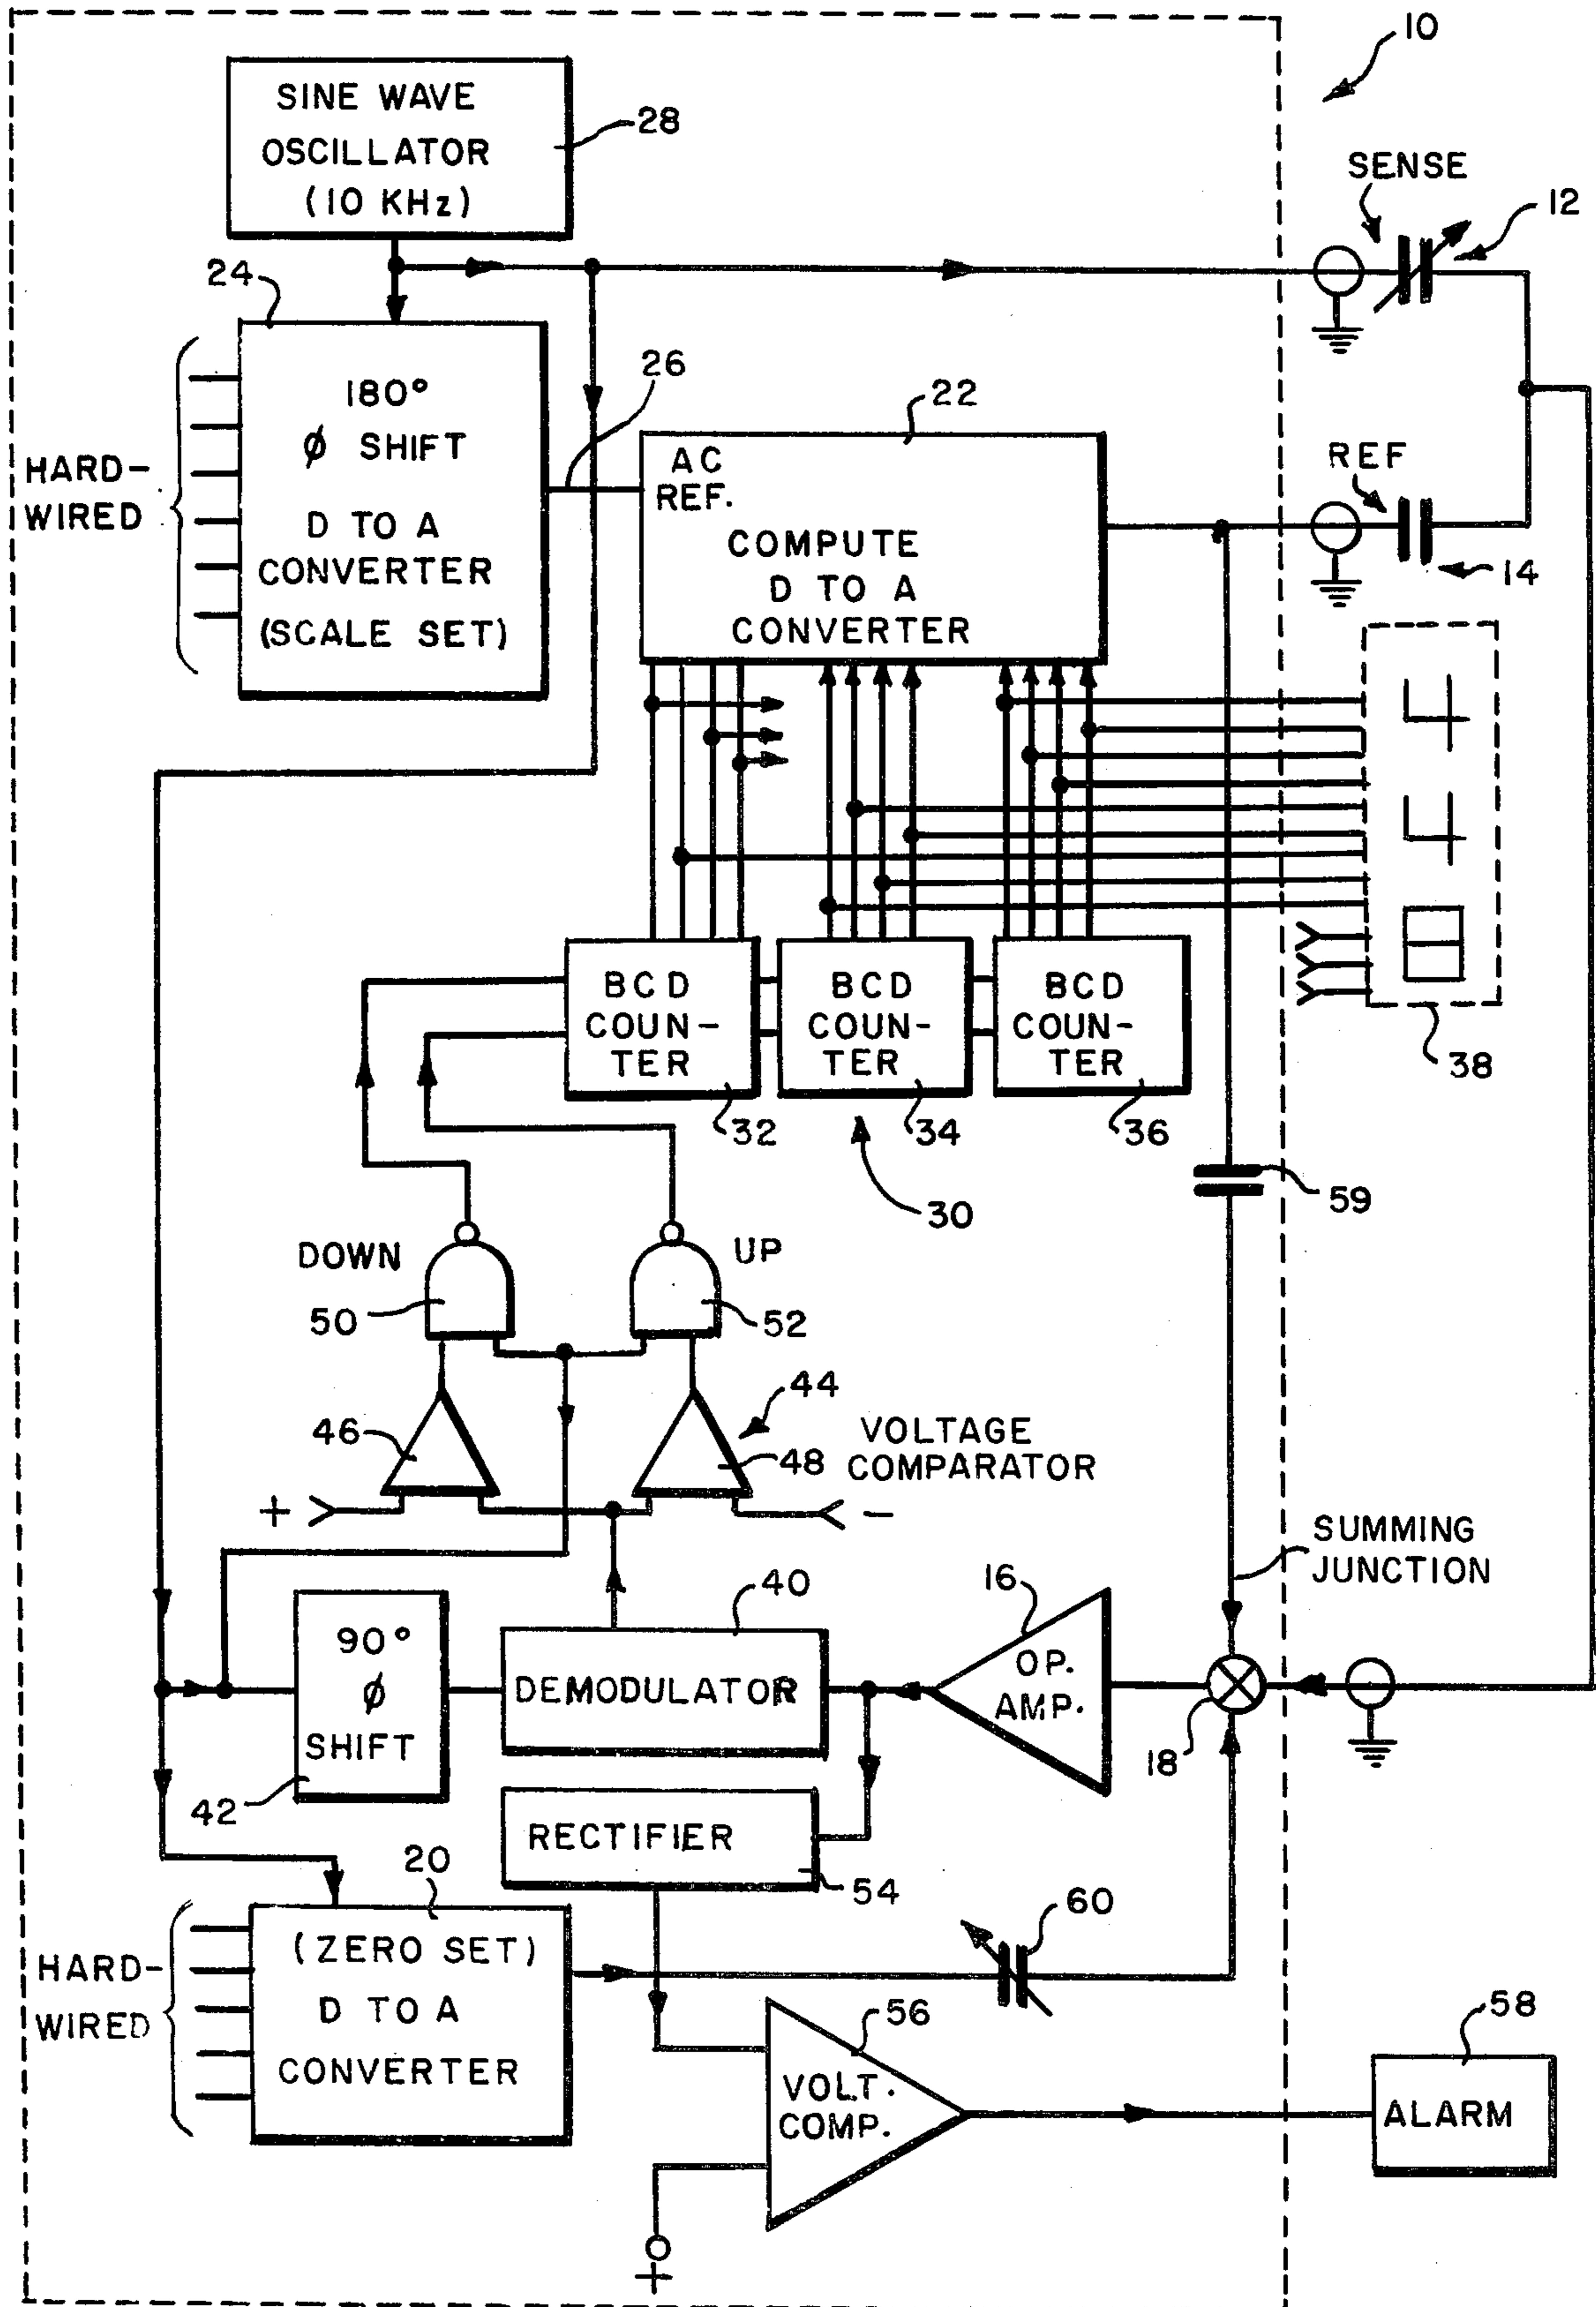 10
SINE WAVE
OSCILLATOR
(10 KHz)
28
SENSE
12
24
180°
φ SHIFT
D TO A
CONVERTER
(SCALE SET)
HARD-
WIRED
26
22
AC
REF.
COMPUTE
D TO A
CONVERTER
REF
14
4
4
8
38
BCD
COUN-
TER
32
BCD
COUN-
TER
34
BCD
COUN-
TER
36
30
59
DOWN
50
UP
52
44
46
48
VOLTAGE
COMPARATOR
+
-
SUMMING
JUNCTION
90°
φ
SHIFT
42
40
DEMODULATOR
16
OP.
AMP.
18
RECTIFIER
54
20
(ZERO SET)
D TO A
CONVERTER
HARD-
WIRED
60
56
VOLT.
COMP.
+
58
ALARM